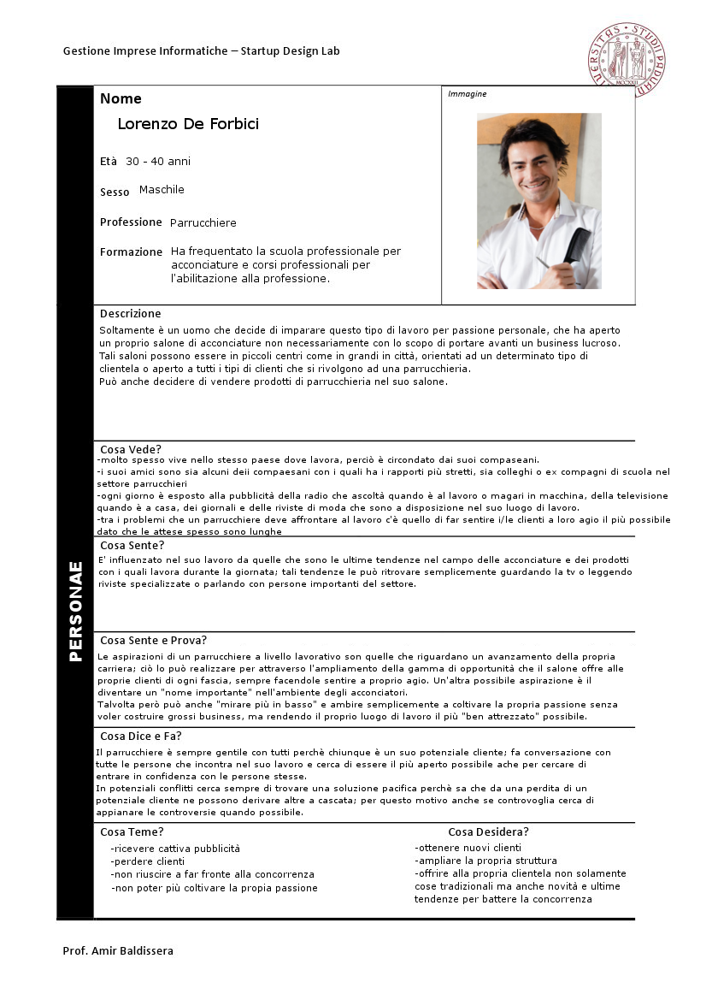 Gestione Imprese Informatiche – Startup Design Lab
UNIVERSITAS STUDII PADUANI
MCCXXII
Nome
Lorenzo De Forbici
Immagine
Età 30 - 40 anni
Sesso Maschile
Professione Parrucchiere
Formazione Ha frequentato la scuola professionale per
acconciature e corsi professionali per
l'abilitazione alla professione.
PERSONAE
Descrizione
Soltamente è un uomo che decide di imparare questo tipo di lavoro per passione personale, che ha aperto
un proprio salone di acconciature non necessariamente con lo scopo di portare avanti un business lucroso.
Tali saloni possono essere in piccoli centri come in grandi in città, orientati ad un determinato tipo di
clientela o aperto a tutti i tipi di clienti che si rivolgono ad una parrucchieria.
Può anche decidere di vendere prodotti di parrucchieria nel suo salone.
Cosa Vede?
-molto spesso vive nello stesso paese dove lavora, perciò è circondato dai suoi compaseani.
-i suoi amici sono sia alcuni deii compaesani con i quali ha i rapporti più stretti, sia colleghi o ex compagni di scuola nel
settore parrucchieri
-ogni giorno è esposto alla pubblicità della radio che ascoltà quando è al lavoro o magari in macchina, della televisione
quando è a casa, dei giornali e delle riviste di moda che sono a disposizione nel suo luogo di lavoro.
-tra i problemi che un parrucchiere deve affrontare al lavoro c'è quello di far sentire i/le clienti a loro agio il più possibile
dato che le attese spesso sono lunghe
Cosa Sente?
E' influenzato nel suo lavoro da quelle che sono le ultime tendenze nel campo delle acconciature e dei prodotti
con i quali lavora durante la giornata; tali tendenze le può ritrovare semplicemente guardando la tv o leggendo
riviste specializzate o parlando con persone importanti del settore.
Cosa Sente e Prova?
Le aspirazioni di un parrucchiere a livello lavorativo son quelle che riguardano un avanzamento della propria
carriera; ciò lo può realizzare per attraverso l'ampliamento della gamma di opportunità che il salone offre alle
proprie clienti di ogni fascia, sempre facendole sentire a proprio agio. Un'altra possibile aspirazione è il
diventare un "nome importante" nell'ambiente degli acconciatori.
Talvolta però può anche "mirare più in basso" e ambire semplicemente a coltivare la propria passione senza
voler costruire grossi business, ma rendendo il proprio luogo di lavoro il più "ben attrezzato" possibile.
Cosa Dice e Fa?
Il parrucchiere è sempre gentile con tutti perchè chiunque è un suo potenziale cliente; fa conversazione con
tutte le persone che incontra nel suo lavoro e cerca di essere il più aperto possibile ache per cercare di
entrare in confidenza con le persone stesse.
In potenziali conflitti cerca sempre di trovare una soluzione pacifica perchè sa che da una perdita di un
potenziale cliente ne possono derivare altre a cascata; per questo motivo anche se controvoglia cerca di
appianare le controversie quando possibile.
Cosa Teme?
-ricevere cattiva pubblicità
-perdere clienti
-non riuscire a far fronte alla concorrenza
-non poter più coltivare la propia passione
Cosa Desidera?
-ottenere nuovi clienti
-ampliare la propria struttura
-offrire alla propria clientela non solamente
cose tradizionali ma anche novità e ultime
tendenze per battere la concorrenza
Prof. Amir Baldissera